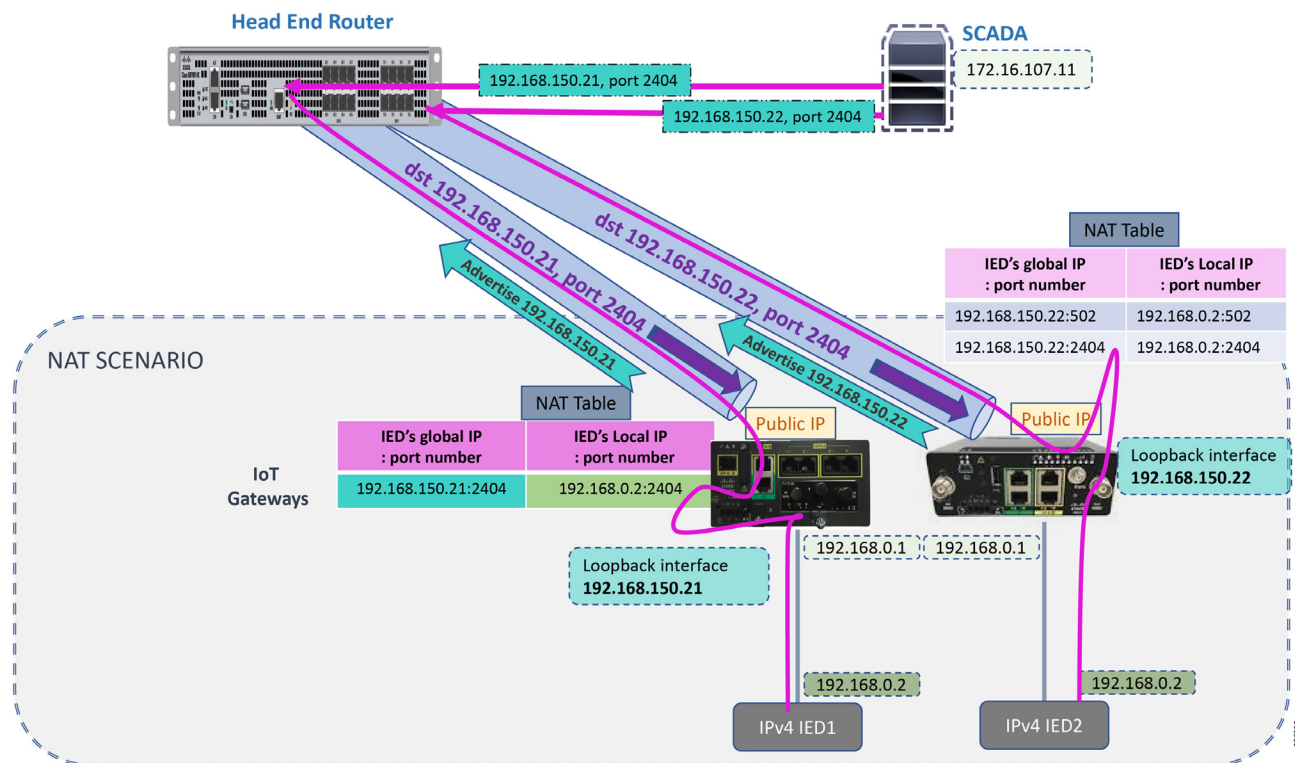 Head End Router
SCADA
172.16.107.11
192.168.150.21, port 2404
192.168.150.22, port 2404
dst 192.168.150.21, port 2404
dst 192.168.150.22, port 2404
Advertise 192.168.150.21
Advertise 192.168.150.22
NAT Table
IED's global IP : port number
IED's Local IP : port number
192.168.150.22:502
192.168.0.2:502
192.168.150.22:2404
192.168.0.2:2404
NAT SCENARIO
NAT Table
IED's global IP : port number
IED's Local IP : port number
192.168.150.21:2404
192.168.0.2:2404
IoT
Gateways
Public IP
Public IP
Loopback interface
192.168.150.22
192.168.0.1
192.168.0.1
Loopback interface
192.168.150.21
192.168.0.2
192.168.0.2
IPv4 IED1
IPv4 IED2